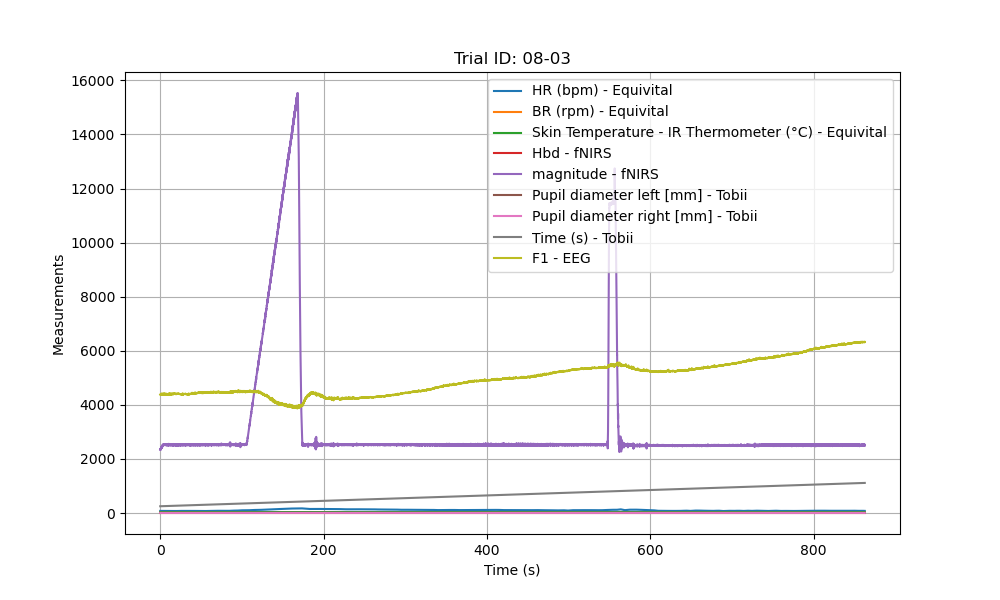 Trial ID: 08-03
16000
14000
12000
10000
8000
6000
4000
2000
0
Measurements
HR (bpm) - Equivital
BR (rpm) - Equivital
Skin Temperature - IR Thermometer (°C) - Equivital
Hbd - fNIRS
magnitude - fNIRS
Pupil diameter left [mm] - Tobii
Pupil diameter right [mm] - Tobii
Time (s) - Tobii
F1 - EEG
0 200 400 600 800
Time (s)